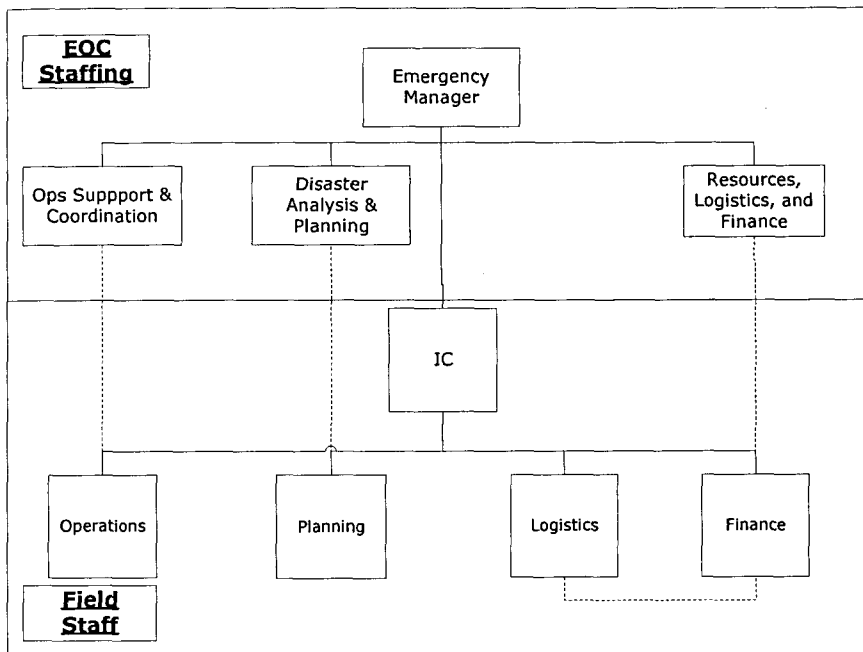 EOC
Staffing
Emergency
Manager
Ops Suppport &
Coordination
Disaster
Analysis &
Planning
Resources,
Logistics, and
Finance
IC
Operations
Planning
Logistics
Finance
Field
Staff